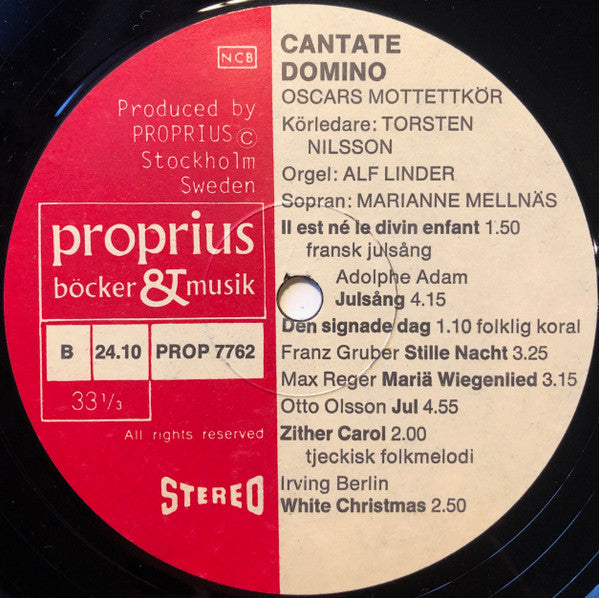 NCB
Produced by
PROPRIUS ©
Stockholm
Sweden
proprius
böcker & musik
B 24.10 PROP 7762
33 1/3
All rights reserved
STEREO
CANTATE
DOMINO
OSCARS MOTTETTKÖR
Körledare: TORSTEN
NILSSON
Orgel: ALF LINDER
Sopran: MARIANNE MELLNÄS
Il est né le divin enfant 1.50
fransk julsång
Adolphe Adam
Julsång 4.15
Den signade dag 1.10 folklig koral
Franz Gruber Stille Nacht 3.25
Max Reger Mariä Wiegenlied 3.15
Otto Olsson Jul 4.55
Zither Carol 2.00
tjeckisk folkmelodi
Irving Berlin
White Christmas 2.50